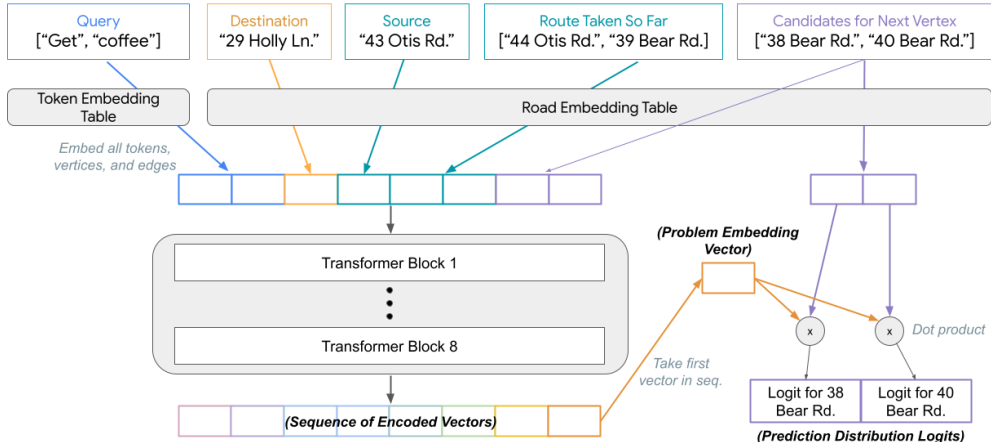 Query
["Get", "coffee"]
Destination
"29 Holly Ln."
Source
"43 Otis Rd."
Route Taken So Far
["44 Otis Rd.", "39 Bear Rd.]
Candidates for Next Vertex
["38 Bear Rd.", "40 Bear Rd."]
Token Embedding
Table
Road Embedding Table
Embed all tokens,
vertices, and edges
Transformer Block 1
Transformer Block 8
(Problem Embedding
Vector)
x
x
Dot product
Take first
vector in seq.
Logit for 38
Bear Rd.
Logit for 40
Bear Rd.
(Sequence of Encoded Vectors)
(Prediction Distribution Logits)